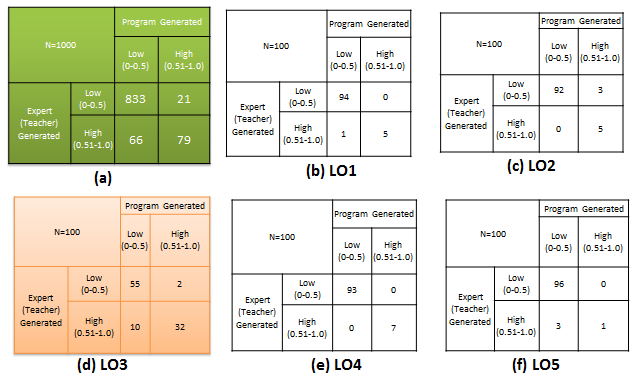 Program Generated
N=1000
Low
(0-0.5)
High
(0.51-1.0)
Expert
(Teacher)
Generated
Low
(0-0.5)
833
21
High
(0.51-1.0)
66
79
(a)
Program Generated
N=100
Low
(0-0.5)
High
(0.51-1.0)
Expert
(Teacher)
Generated
Low
(0-0.5)
94
0
High
(0.51-1.0)
1
5
(b) LO1
Program Generated
N=100
Low
(0-0.5)
High
(0.51-1.0)
Expert
(Teacher)
Generated
Low
(0-0.5)
92
3
High
(0.51-1.0)
0
5
(c) LO2
Program Generated
N=100
Low
(0-0.5)
High
(0.51-1.0)
Expert
(Teacher)
Generated
Low
(0-0.5)
55
2
High
(0.51-1.0)
10
32
(d) LO3
Program Generated
N=100
Low
(0-0.5)
High
(0.51-1.0)
Expert
(Teacher)
Generated
Low
(0-0.5)
93
0
High
(0.51-1.0)
0
7
(e) LO4
Program Generated
N=100
Low
(0-0.5)
High
(0.51-1.0)
Expert
(Teacher)
Generated
Low
(0-0.5)
96
0
High
(0.51-1.0)
3
1
(f) LO5